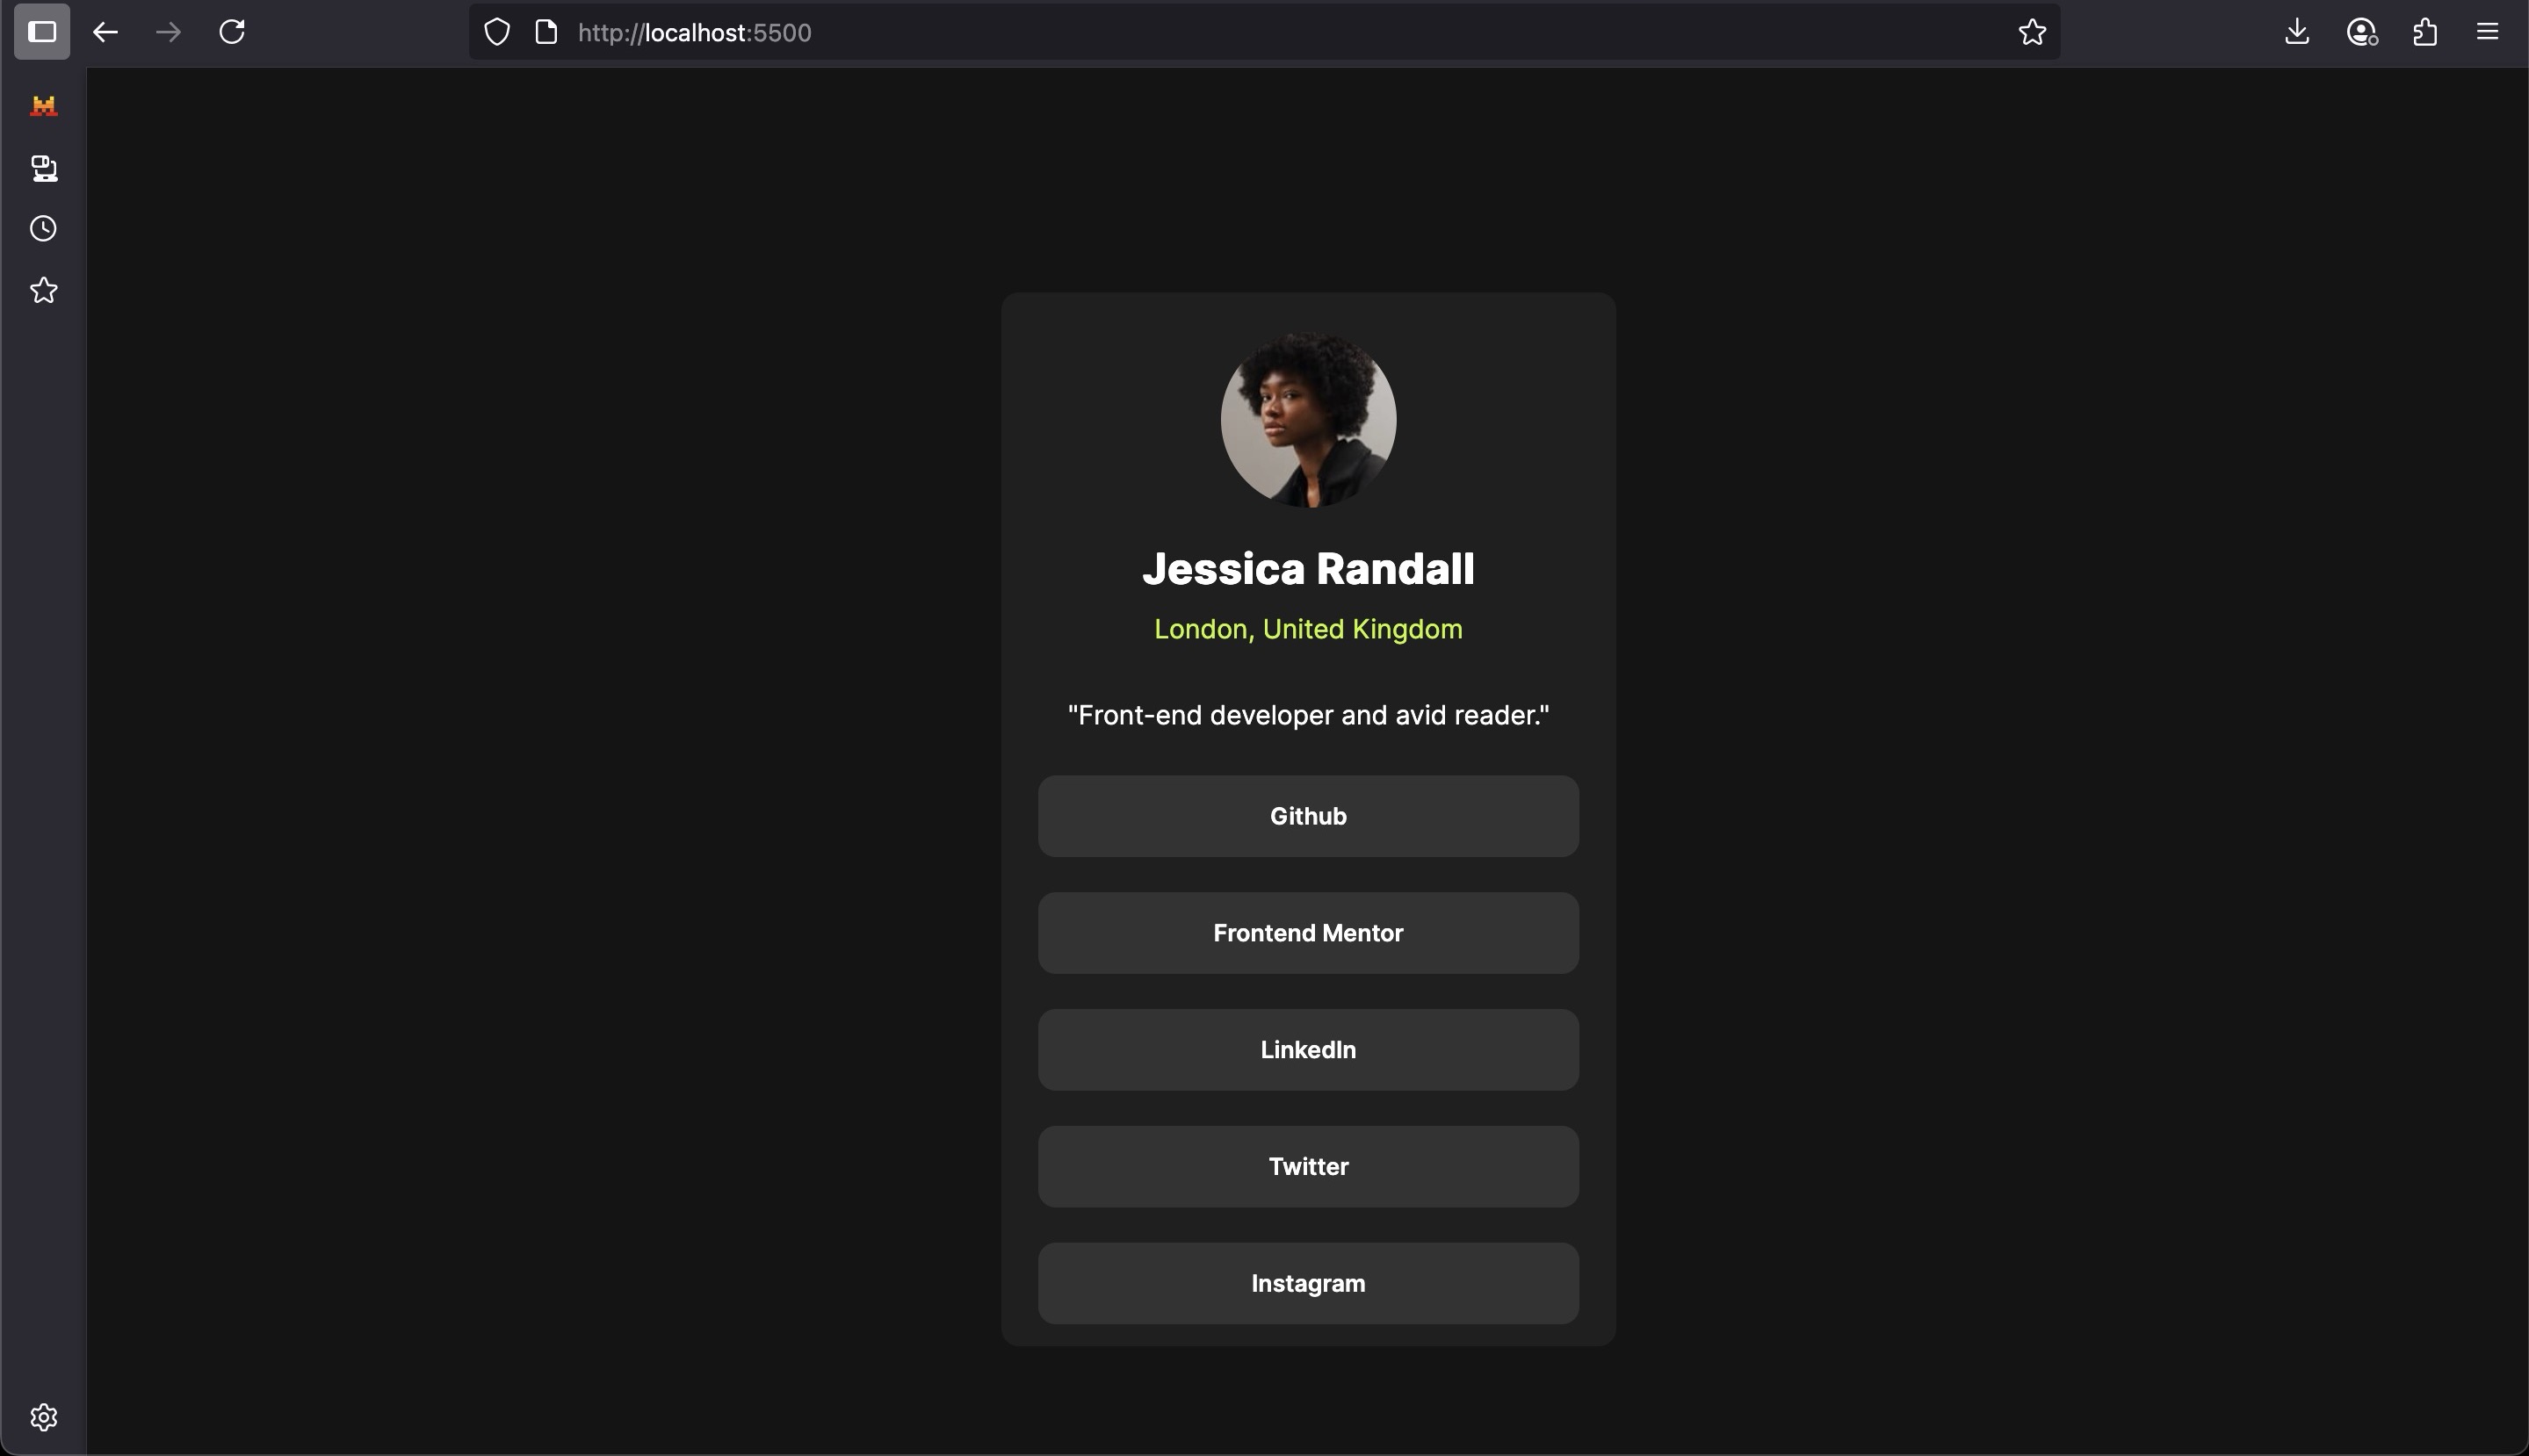 http://localhost:5500
Jessica Randall
London, United Kingdom
"Front-end developer and avid reader."
Github
Frontend Mentor
LinkedIn
Twitter
Instagram